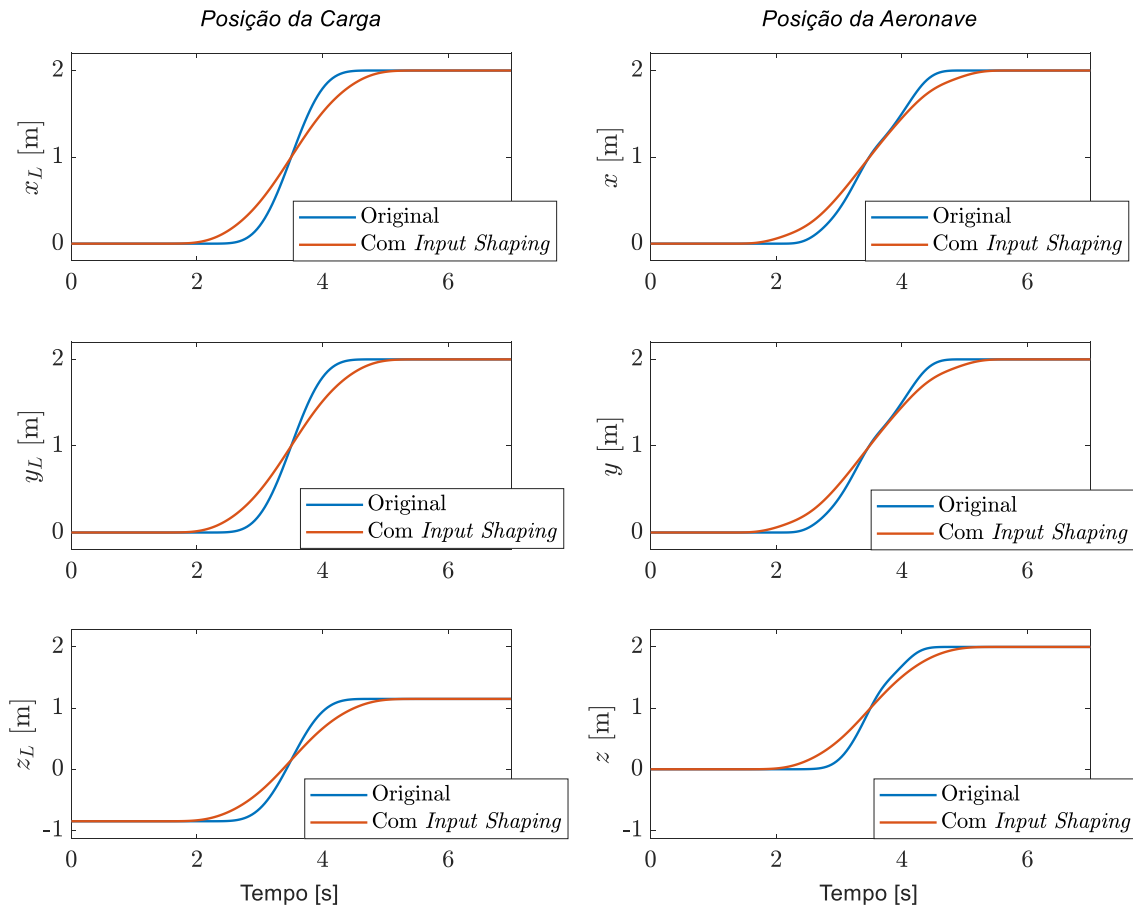 Posição da Carga
Posição da Aeronave
2
1
0
x_L [m]
Original
Com Input Shaping
0
2
4
6
2
1
0
x [m]
Original
Com Input Shaping
0
2
4
6
2
1
0
y_L [m]
Original
Com Input Shaping
0
2
4
6
2
1
0
y [m]
Original
Com Input Shaping
0
2
4
6
2
1
0
-1
z_L [m]
Original
Com Input Shaping
0
2
4
6
Tempo [s]
2
1
0
-1
z [m]
Original
Com Input Shaping
0
2
4
6
Tempo [s]